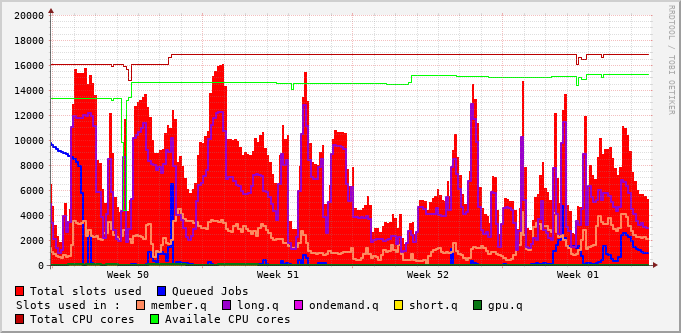 20000
18000
16000
14000
12000
10000
8000
6000
4000
2000
0
Week 50 Week 51 Week 52 Week 01
RRDTOOL / TOBI OETIKER
Total slots used Queued Jobs
Slots used in : member.q long.q ondemand.q short.q gpu.q
Total CPU cores Availale CPU cores